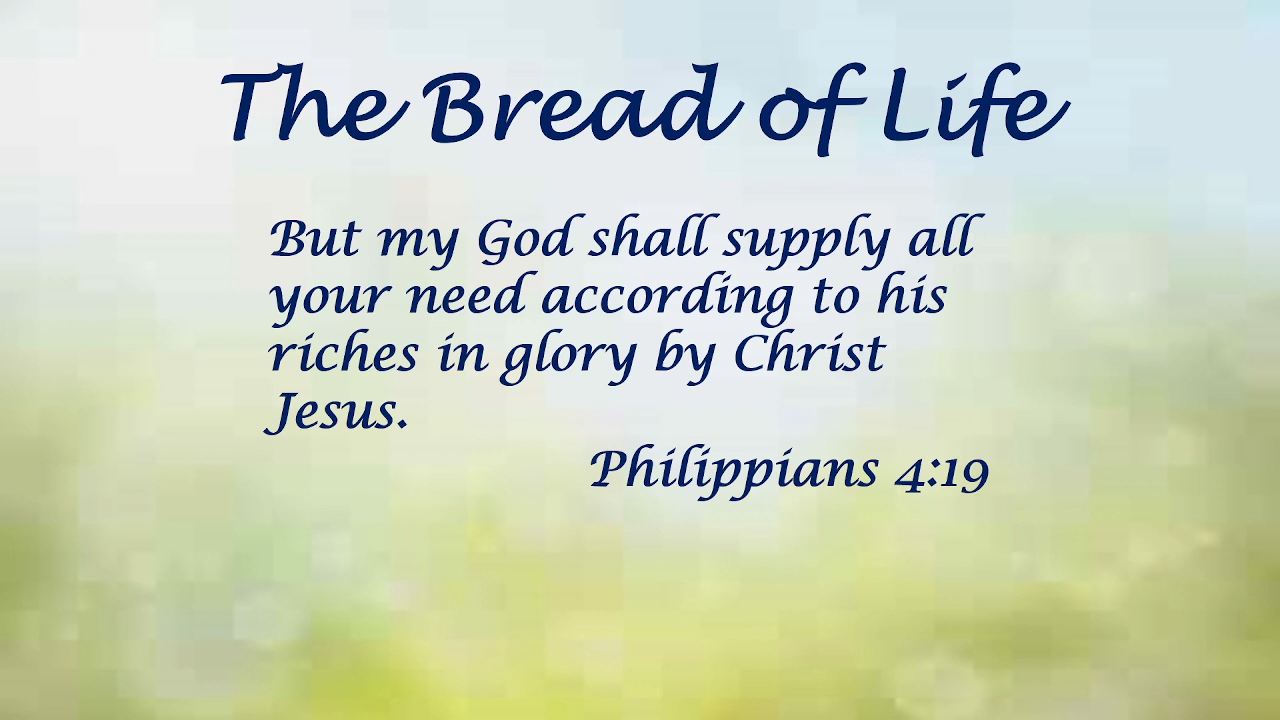 The Bread of Life
But my God shall supply all
your need according to his
riches in glory by Christ
Jesus.
Philippians 4:19